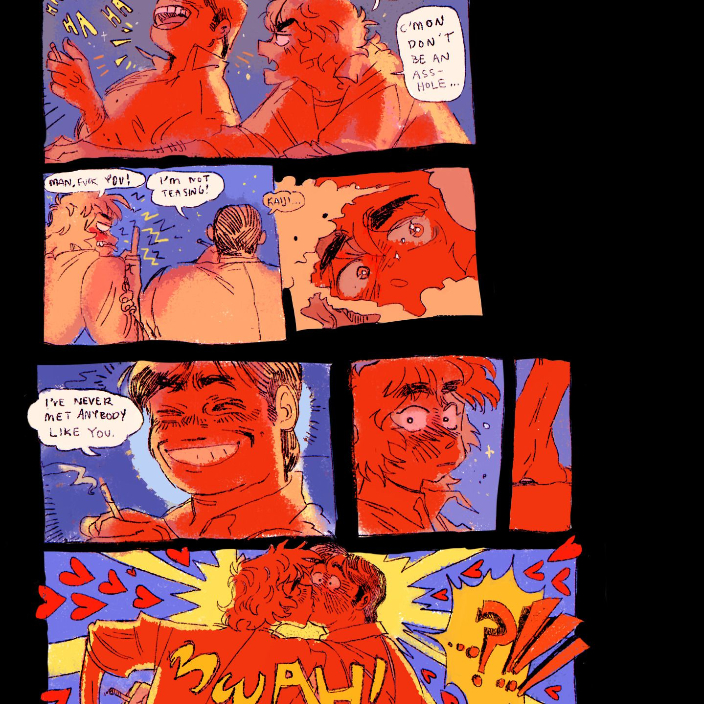 HA HA
C'MON
DON'T
BE AN
ASS-
HOLE...
MAN, FUCK YOU!
I'M NOT
TEASING!
KAIJI...
I'VE NEVER
MET ANYBODY
LIKE YOU.
MWAH!
...?!!